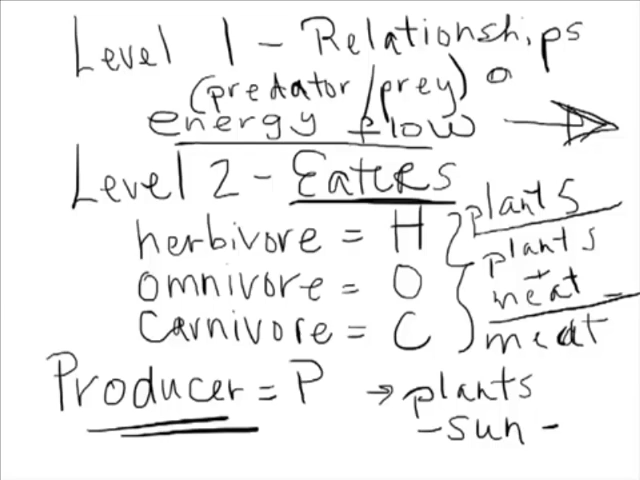 Level 1 - Relationships
(predator/prey)
energy flow →
Level 2 - Eaters
herbivore = H plants
omnivore = O plants + meat
Carnivore = C meat
Producer = P → plants
- sun -